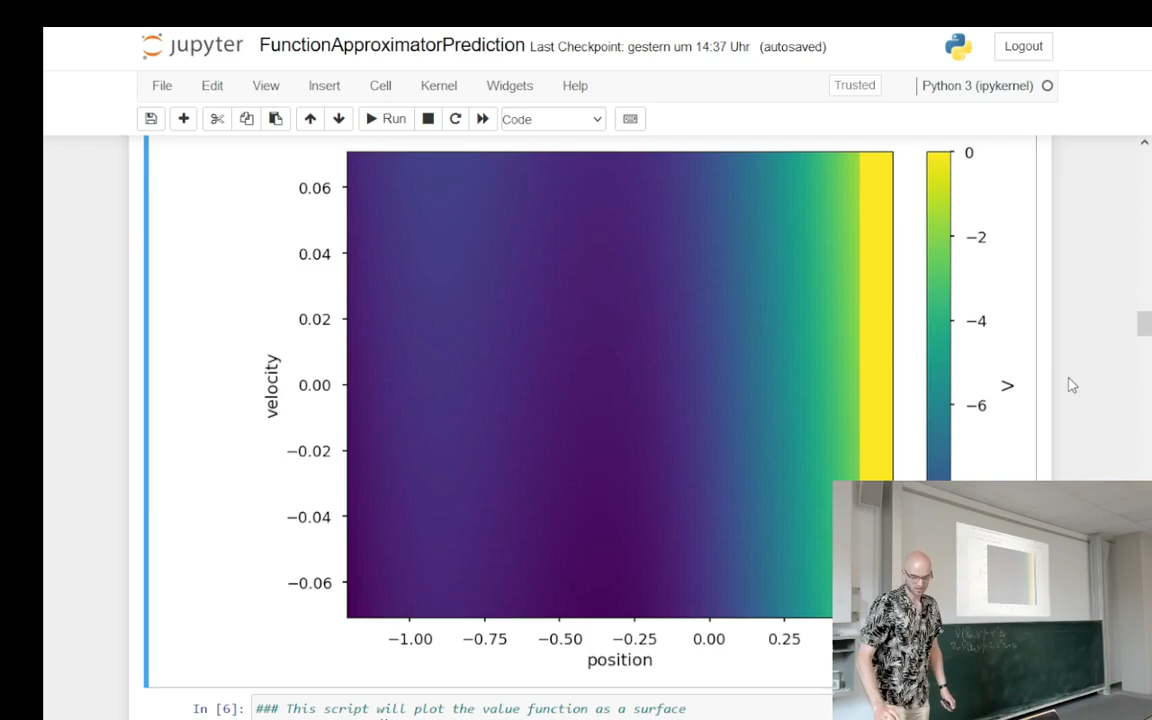 jupyter FunctionApproximatorPrediction Last Checkpoint: gestern um 14:37 Uhr (autosaved) Logout
File Edit View Insert Cell Kernel Widgets Help Trusted Python 3 (ipykernel)
Run Code
0.06
0.04
0.02
0.00
−0.02
−0.04
−0.06
velocity
−1.00 −0.75 −0.50 −0.25 0.00 0.25
position
0
−2
−4
−6
V
In [6]: ### This script will plot the value function as a surface